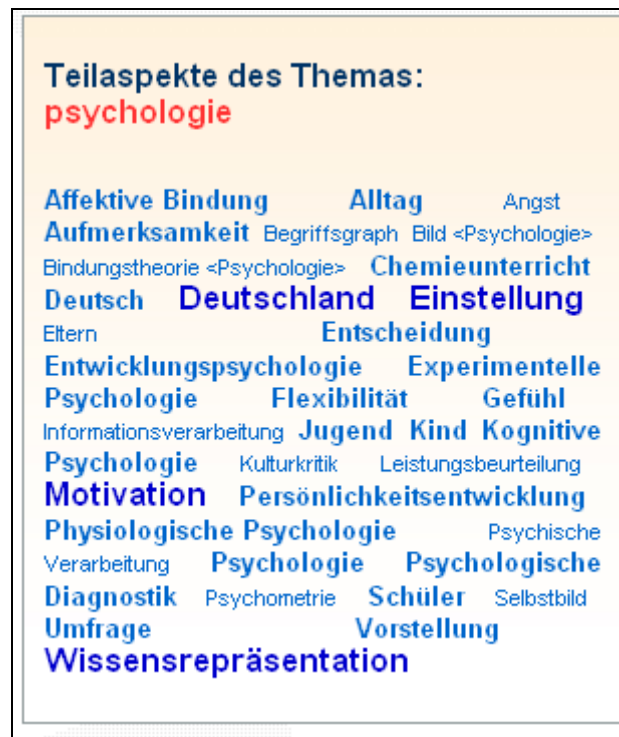 Teilaspekte des Themas:
psychologie
Affektive Bindung Alltag Angst
Aufmerksamkeit Begriffsgraph Bild <Psychologie>
Bindungstheorie <Psychologie> Chemieunterricht
Deutsch Deutschland Einstellung
Eltern Entscheidung
Entwicklungspsychologie Experimentelle
Psychologie Flexibilität Gefühl
Informationsverarbeitung Jugend Kind Kognitive
Psychologie Kulturkritik Leistungsbeurteilung
Motivation Persönlichkeitsentwicklung
Physiologische Psychologie Psychische
Verarbeitung Psychologie Psychologische
Diagnostik Psychometrie Schüler Selbstbild
Umfrage Vorstellung
Wissensrepräsentation